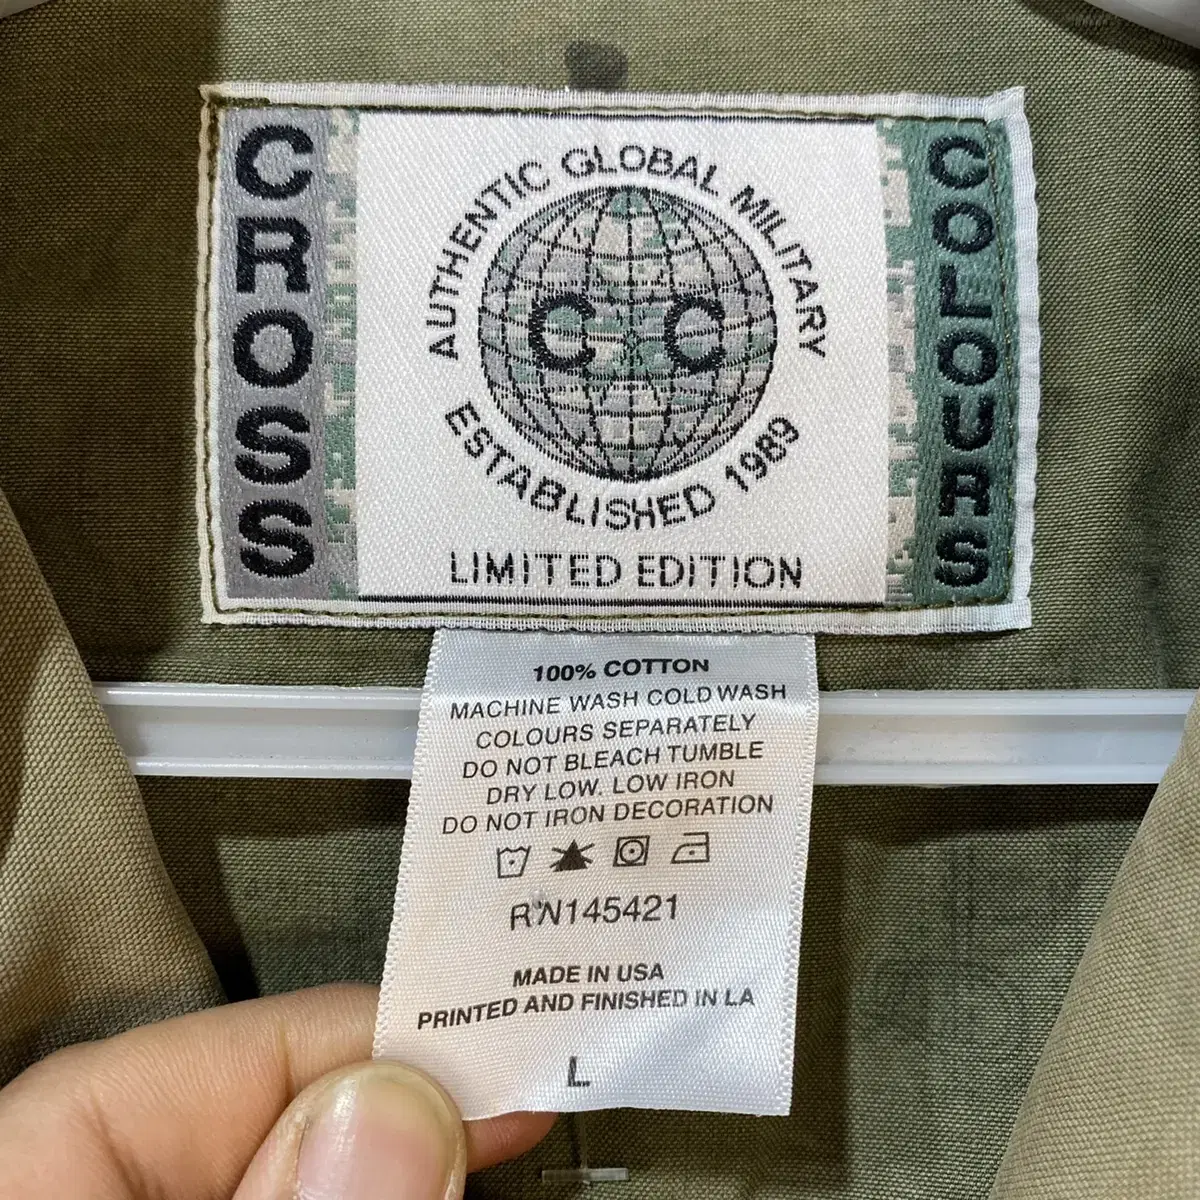 CROSS
COLOURS
AUTHENTIC GLOBAL MILITARY
CC
ESTABLISHED 1989
LIMITED EDITION
100% COTTON
MACHINE WASH COLD WASH
COLOURS SEPARATELY
DO NOT BLEACH TUMBLE
DRY LOW. LOW IRON
DO NOT IRON DECORATION
RN145421
MADE IN USA
PRINTED AND FINISHED IN LA
L